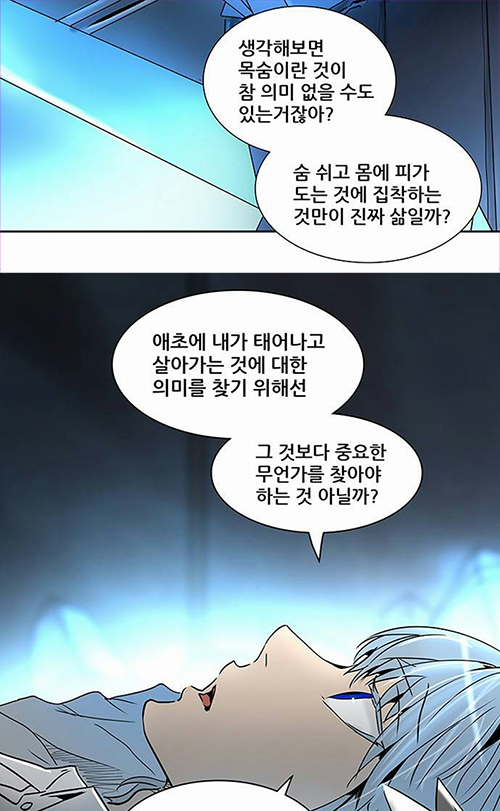 생각해보면
목숨이란 것이
참 의미 없을 수도
있는거잖아?
숨 쉬고 몸에 피가
도는 것에 집착하는
것만이 진짜 삶일까?
애초에 내가 태어나고
살아가는 것에 대한
의미를 찾기 위해선
그 것보다 중요한
무언가를 찾아야
하는 것 아닐까?